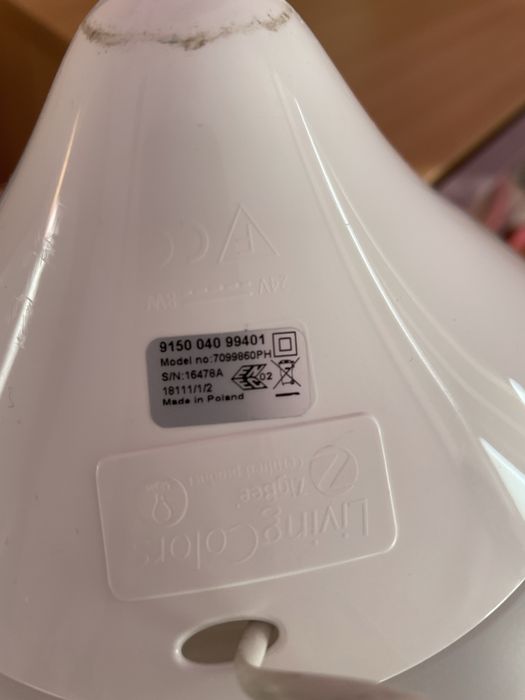 24V 8W
9150 040 99401
Model no:7099860PH
S/N:16478A
02
18111/1/2
Made in Poland
LivingColors
ZigBee
Certified product